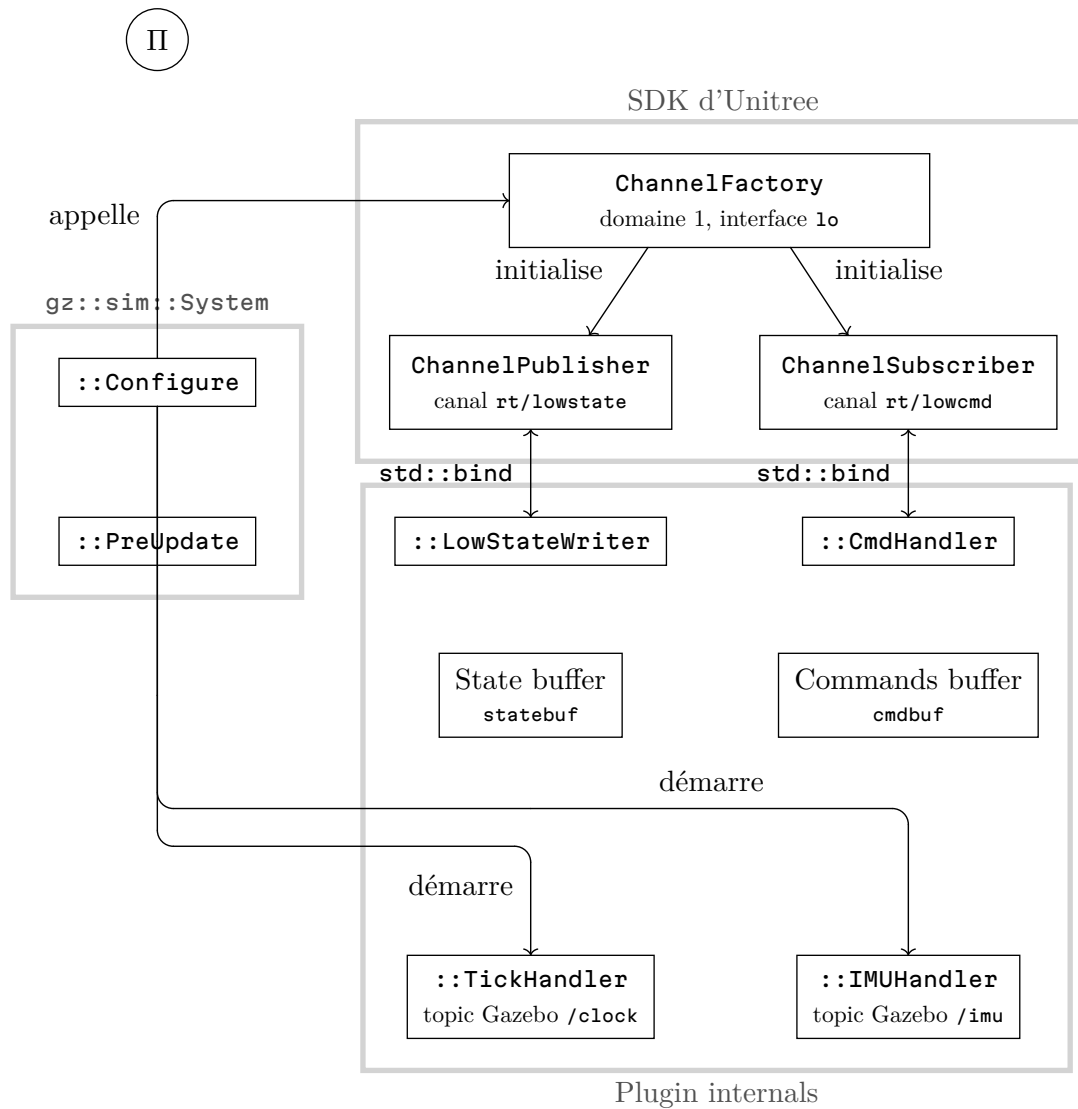 Π
SDK d'Unitree
ChannelFactory
domaine 1, interface lo
appelle
initialise
initialise
gz::sim::System
::Configure
ChannelPublisher
canal rt/lowstate
ChannelSubscriber
canal rt/lowcmd
std::bind
std::bind
::PreUpdate
::LowStateWriter
::CmdHandler
State buffer
statebuf
Commands buffer
cmdbuf
démarre
démarre
::TickHandler
topic Gazebo /clock
::IMUHandler
topic Gazebo /imu
Plugin internals